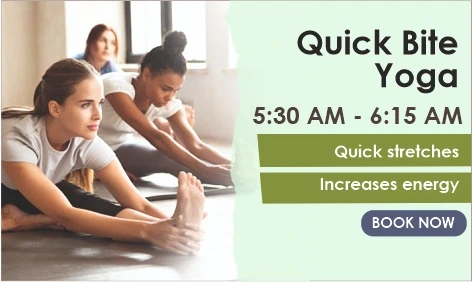 Quick Bite
Yoga
5:30 AM - 6:15 AM
Quick stretches
Increases energy
BOOK NOW